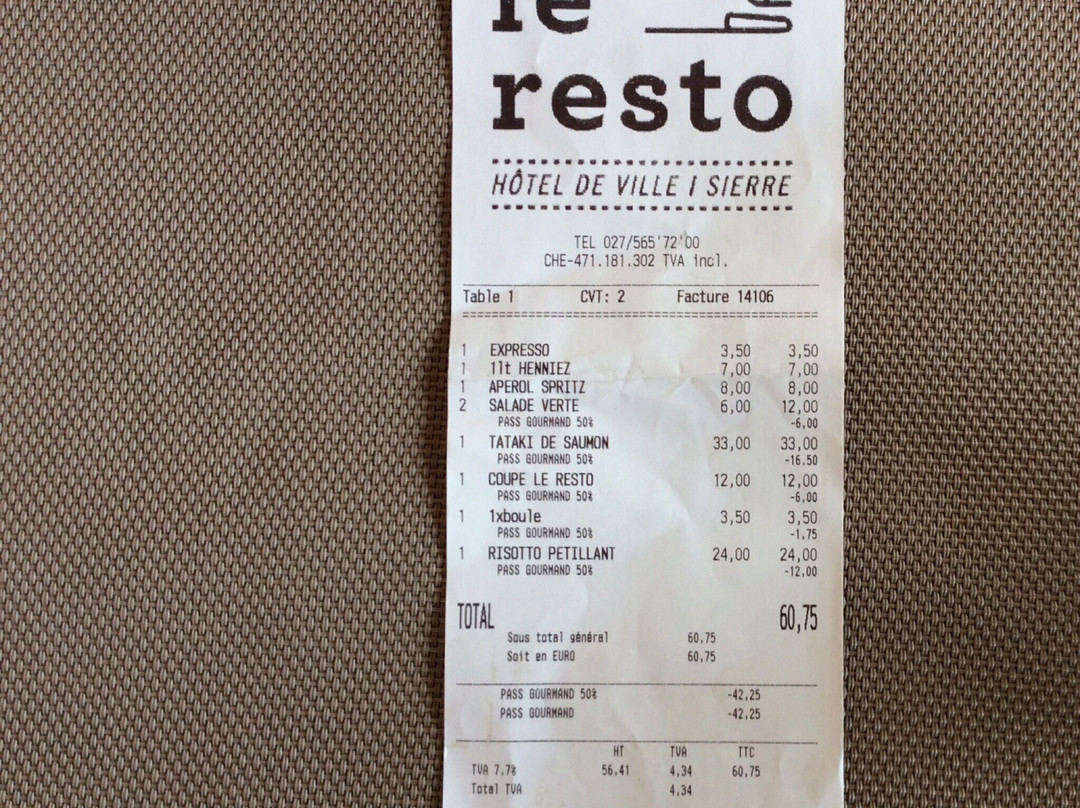 le
resto
HÔTEL DE VILLE I SIERRE
TEL 027/565'72'00
CHE-471.181.302 TVA incl.
Table 1 CVT: 2 Facture 14106
1 EXPRESSO 3,50 3,50
1 1lt HENNIEZ 7,00 7,00
1 APEROL SPRITZ 8,00 8,00
2 SALADE VERTE 6,00 12,00
PASS GOURMAND 50% -6,00
1 TATAKI DE SAUMON 33,00 33,00
PASS GOURMAND 50% -16.50
1 COUPE LE RESTO 12,00 12,00
PASS GOURMAND 50% -6,00
1 1xboule 3,50 3,50
PASS GOURMAND 50% -1,75
1 RISOTTO PETILLANT 24,00 24,00
PASS GOURMAND 50% -12,00
TOTAL 60,75
Sous total général 60,75
Soit en EURO 60,75
PASS GOURMAND 50% -42,25
PASS GOURMAND -42,25
HT TVA TTC
TVA 7,7% 56,41 4,34 60,75
Total TVA 4,34